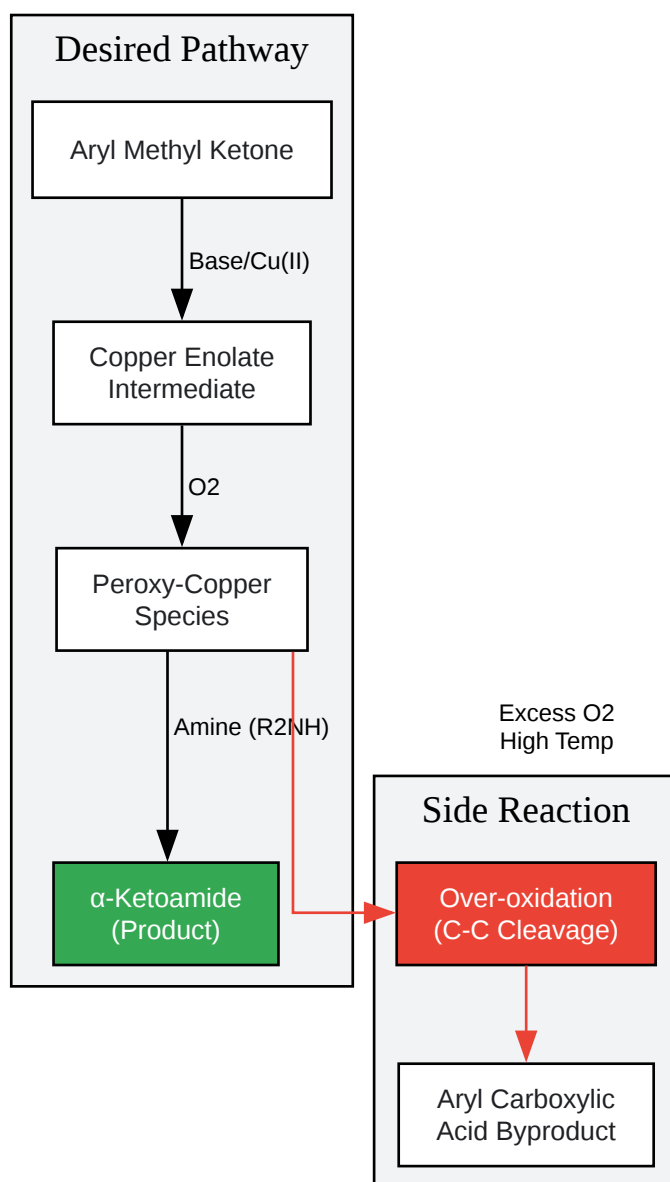 Desired Pathway
Aryl Methyl Ketone
Base/Cu(II)
Copper Enolate
Intermediate
O2
Peroxy-Copper
Species
Amine (R2NH)
α-Ketoamide
(Product)
Excess O2
High Temp
Side Reaction
Over-oxidation
(C-C Cleavage)
Aryl Carboxylic
Acid Byproduct